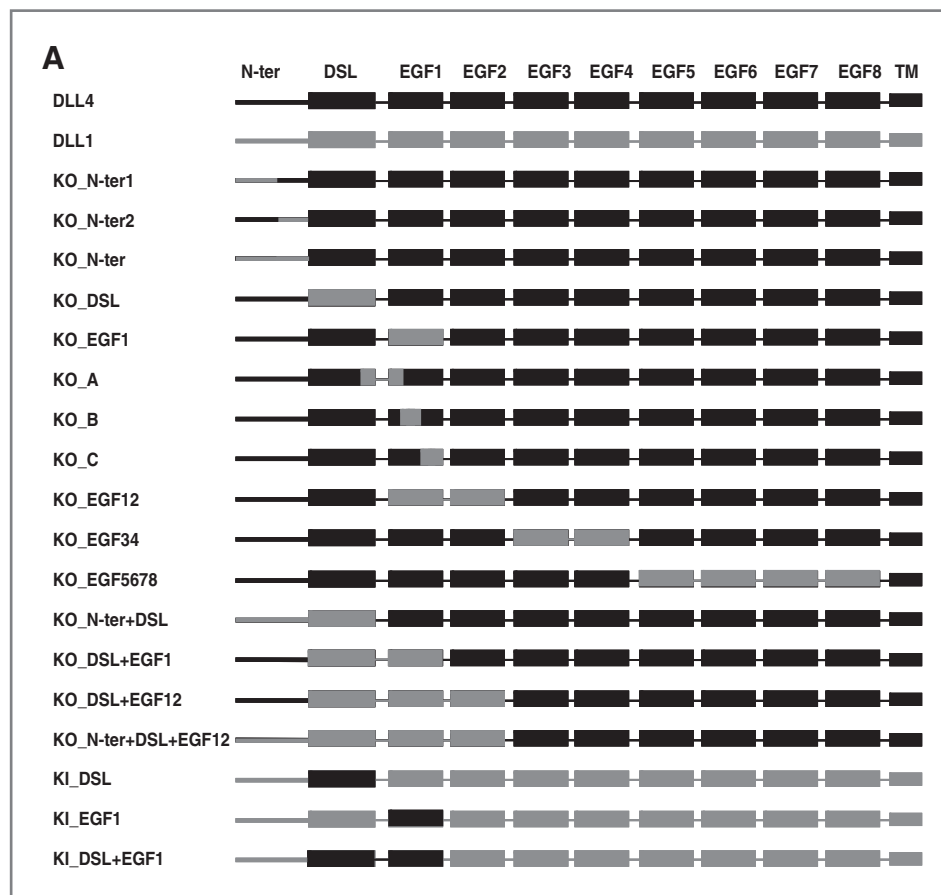 A
N-ter DSL EGF1 EGF2 EGF3 EGF4 EGF5 EGF6 EGF7 EGF8 TM
DLL4
DLL1
KO_N-ter1
KO_N-ter2
KO_N-ter
KO_DSL
KO_EGF1
KO_A
KO_B
KO_C
KO_EGF12
KO_EGF34
KO_EGF5678
KO_N-ter+DSL
KO_DSL+EGF1
KO_DSL+EGF12
KO_N-ter+DSL+EGF12
KI_DSL
KI_EGF1
KI_DSL+EGF1